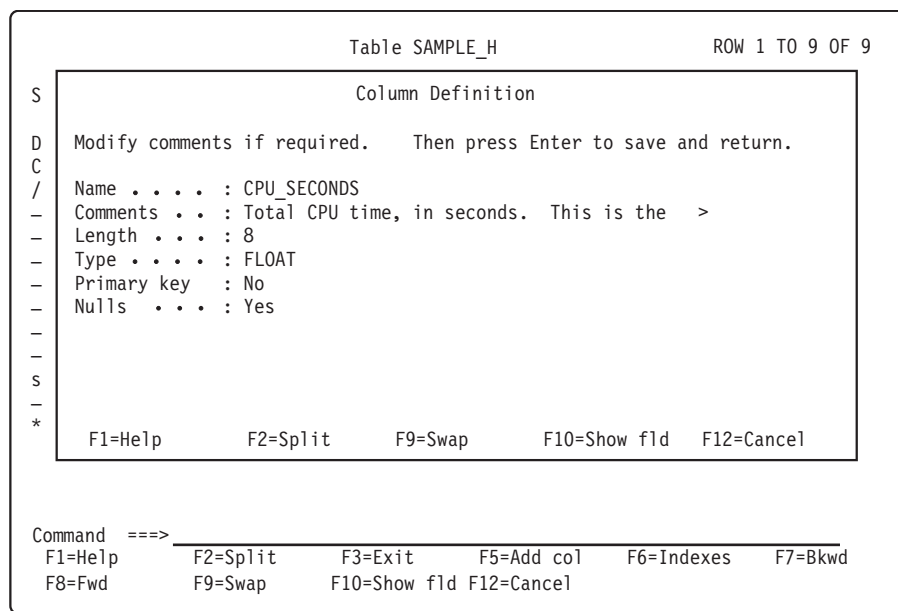 Table SAMPLE_H ROW 1 TO 9 OF 9
S Column Definition
D Modify comments if required. Then press Enter to save and return.
C
/ Name . . . . : CPU_SECONDS
_ Comments . . : Total CPU time, in seconds. This is the >
_ Length . . . : 8
_ Type . . . . : FLOAT
_ Primary key : No
_ Nulls . . . : Yes
_
_
s
_
*
F1=Help F2=Split F9=Swap F10=Show fld F12=Cancel
Command ===>
F1=Help F2=Split F3=Exit F5=Add col F6=Indexes F7=Bkwd
F8=Fwd F9=Swap F10=Show fld F12=Cancel